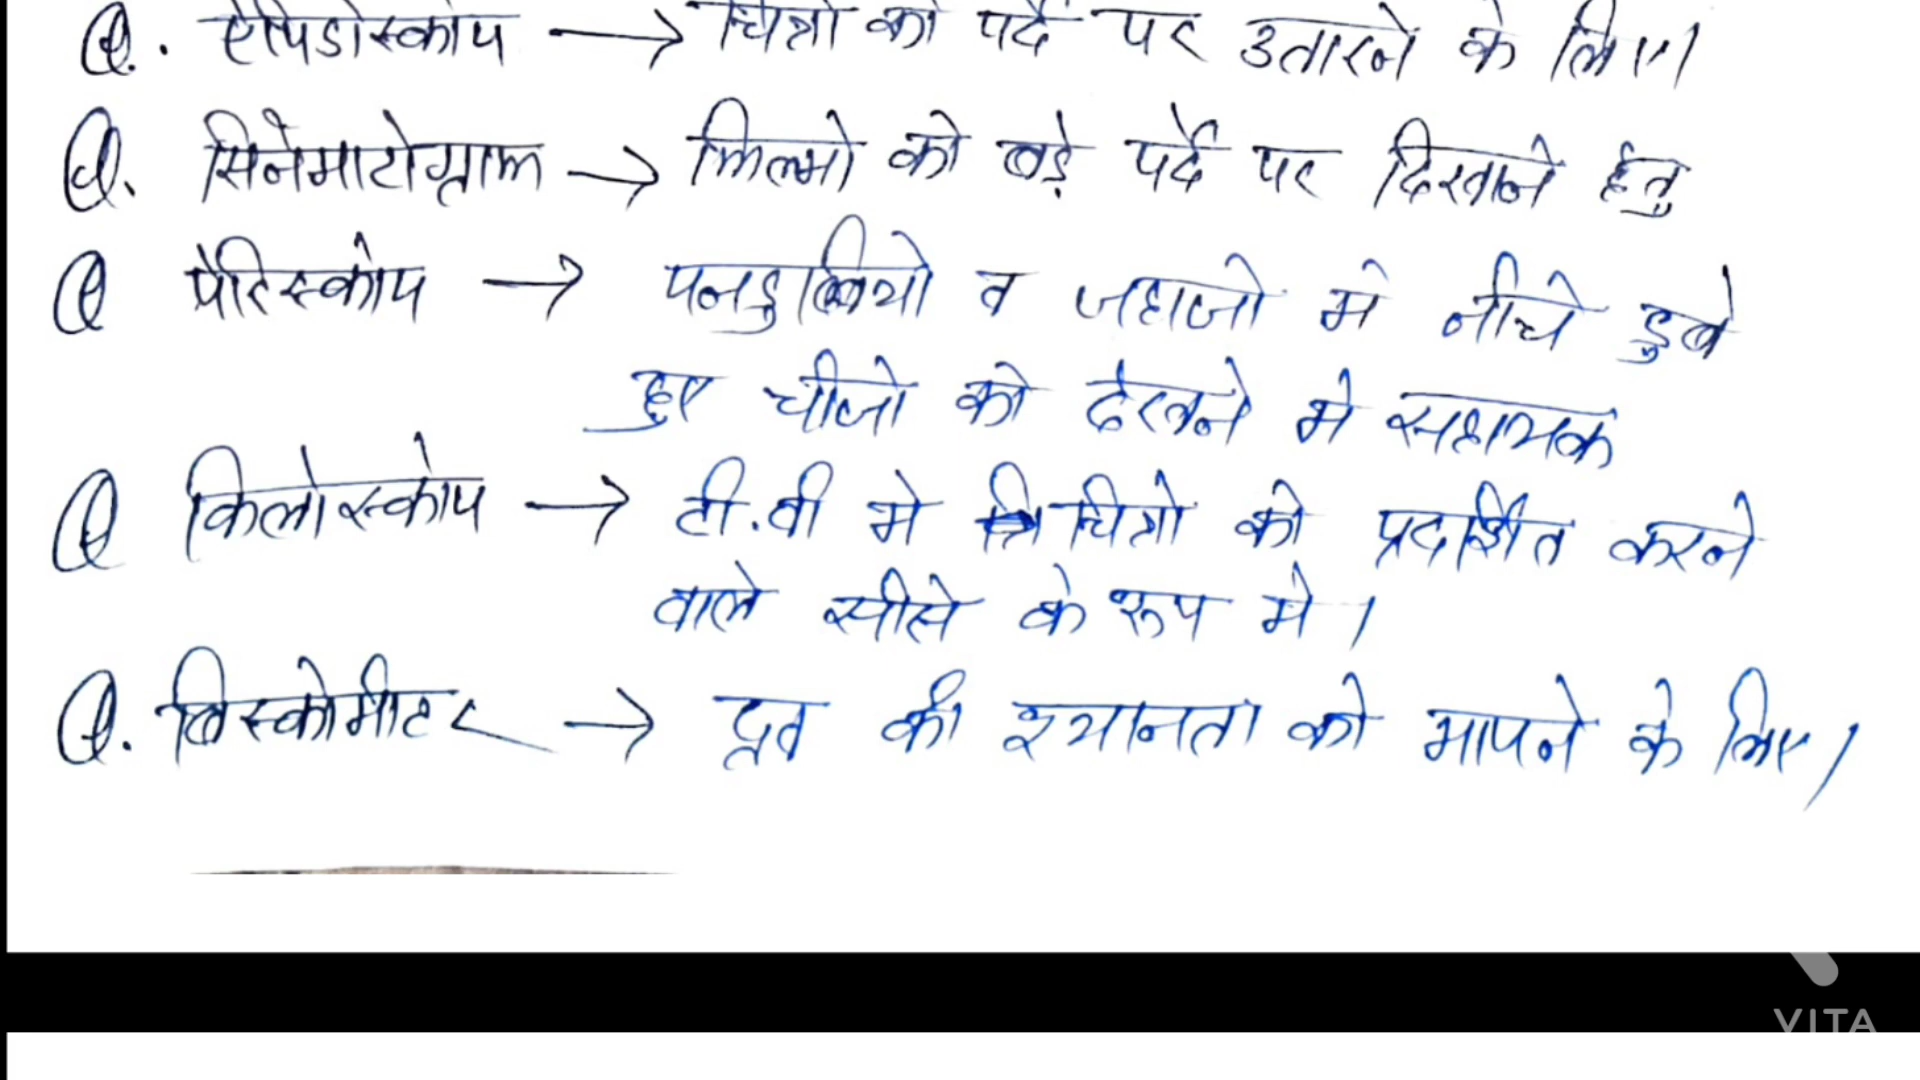 Q. ऐपिडोस्कोप → चित्रो को पर्दे पर उतारने के लिए।
Q. सिनेमाटोग्राफ → फिल्मो को बड़े पर्दे पर दिखाने हेतु
Q पेरिस्कोप → पनडुब्बियो व जहाजो मे नीचे डुबे
हुए चीजो को देखने मे सहायक
Q किलोस्कोप → टी.वी मे चित्रो को प्रदर्शित करने
वाले सीसे के रूप मे।
Q. विस्कोमीटर → द्रव की श्यानता को मापने के लिए।
VITA